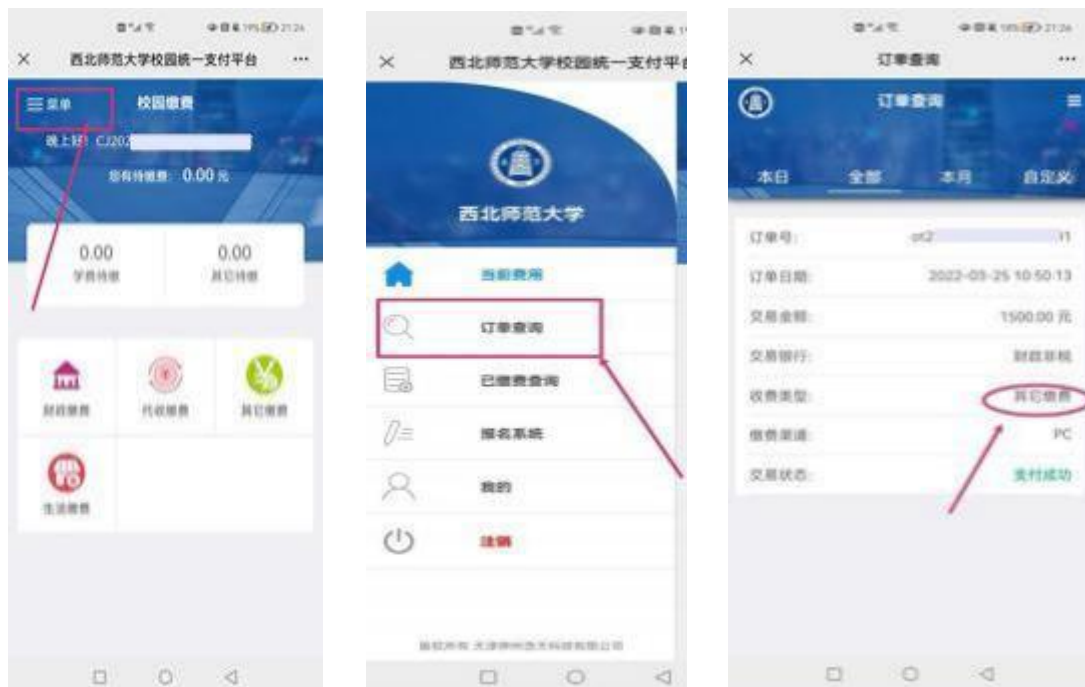 21:26
西北师范大学校园统一支付平台
菜单
校园缴费
晚上好! CJ202
您有待缴费: 0.00 元
0.00
0.00
学费待缴
其它待缴
财政缴费
代收缴费
其它缴费
生活缴费
西北师范大学校园统一支付平
西北师范大学
当前费用
订单查询
已缴费查询
报名系统
我的
注销
21:26
订单查询
订单查询
本日
全部
本月
自定义
订单号:
订单日期:
2022-03-25 10:50:13
交易金额:
1500.00 元
交易银行:
财政非税
收费类型:
其它缴费
缴费渠道:
PC
交易状态:
支付成功